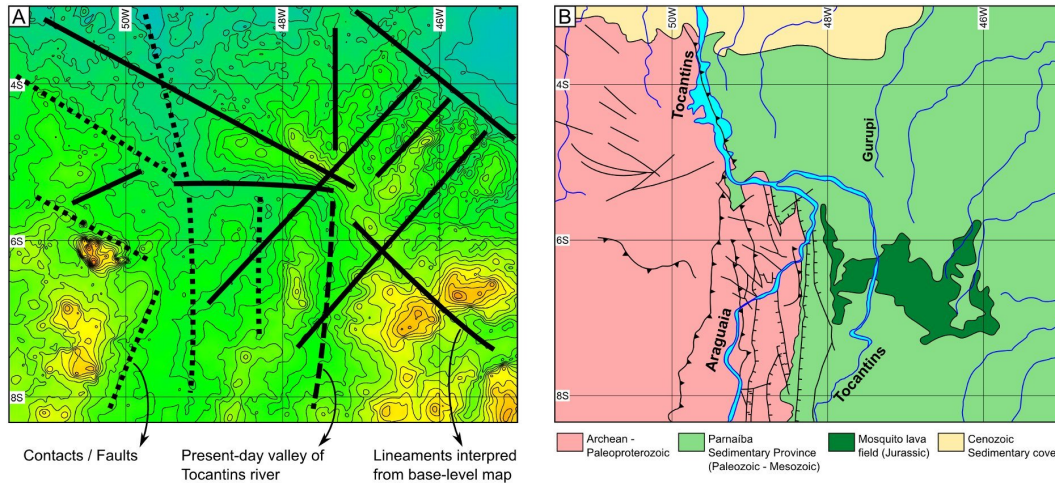 A
50W
48W
46W
4S
6S
8S
Contacts / Faults
Present-day valley of
Tocantins river
Lineaments interpred
from base-level map
B
50W
48W
46W
4S
6S
8S
Tocantins
Gurupi
Araguaia
Tocantins
Archean -
Paleoproterozoic
Parnaíba
Sedimentary Province
(Paleozoic - Mesozoic)
Mosquito lava
field (Jurassic)
Cenozoic
Sedimentary cove